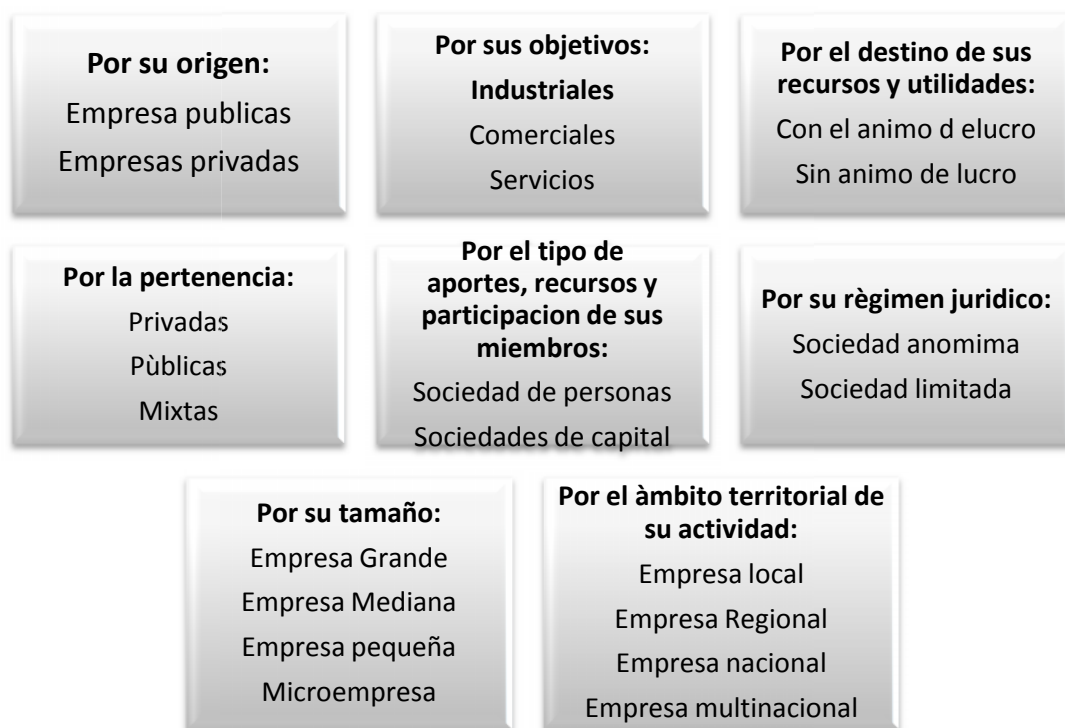 Por su origen:
Empresa publicas
Empresas privadas
Por sus objetivos:
Industriales
Comerciales
Servicios
Por el destino de sus
recursos y utilidades:
Con el animo d elucro
Sin animo de lucro
Por la pertenencia:
Privadas
Pùblicas
Mixtas
Por el tipo de
aportes, recursos y
participacion de sus
miembros:
Sociedad de personas
Sociedades de capital
Por su règimen juridico:
Sociedad anomima
Sociedad limitada
Por su tamaño:
Empresa Grande
Empresa Mediana
Empresa pequeña
Microempresa
Por el àmbito territorial de
su actividad:
Empresa local
Empresa Regional
Empresa nacional
Empresa multinacional